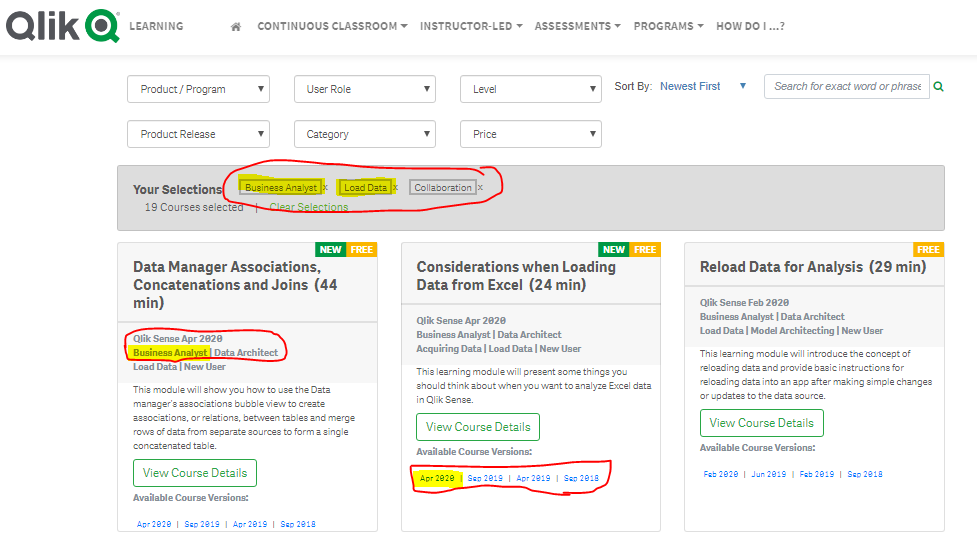 Qlik LEARNING
CONTINUOUS CLASSROOM INSTRUCTOR-LED ASSESSMENTS PROGRAMS HOW DO I ...?
Product / Program User Role Level Sort By: Newest First Search for exact word or phrase
Product Release Category Price
Your Selections Business Analyst x Load Data x Collaboration x
19 Courses selected | Clear Selections
NEW FREE
Data Manager Associations,
Concatenations and Joins (44
min)
Qlik Sense Apr 2020
Business Analyst | Data Architect
Load Data | New User
This module will show you how to use the Data
manager's associations bubble view to create
associations, or relations, between tables and merge
rows of data from separate sources to form a single
concatenated table.
View Course Details
Available Course Versions:
Apr 2020 | Sep 2019 | Apr 2019 | Sep 2018
NEW FREE
Considerations when Loading
Data from Excel (24 min)
Qlik Sense Apr 2020
Business Analyst | Data Architect
Acquiring Data | Load Data | New User
This learning module will present some things you
should think about when you want to analyze Excel data
in Qlik Sense.
View Course Details
Available Course Versions:
Apr 2020 | Sep 2019 | Apr 2019 | Sep 2018
FREE
Reload Data for Analysis (29 min)
Qlik Sense Feb 2020
Business Analyst | Data Architect
Load Data | Model Architecting | New User
This learning module will introduce the concept of
reloading data and provide basic instructions for
reloading data into an app after making simple changes
or updates to the data source.
View Course Details
Available Course Versions:
Feb 2020 | Jun 2019 | Feb 2019 | Sep 2018